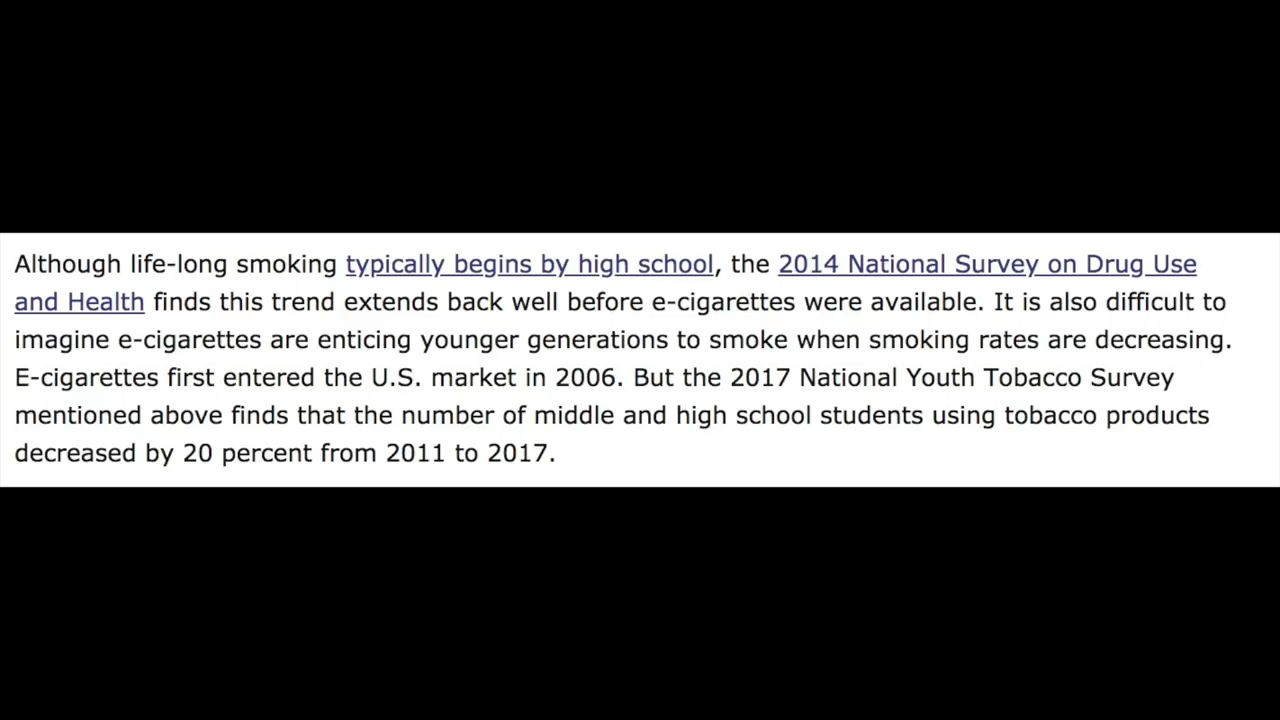 Although life-long smoking typically begins by high school, the 2014 National Survey on Drug Use
and Health finds this trend extends back well before e-cigarettes were available. It is also difficult to
imagine e-cigarettes are enticing younger generations to smoke when smoking rates are decreasing.
E-cigarettes first entered the U.S. market in 2006. But the 2017 National Youth Tobacco Survey
mentioned above finds that the number of middle and high school students using tobacco products
decreased by 20 percent from 2011 to 2017.